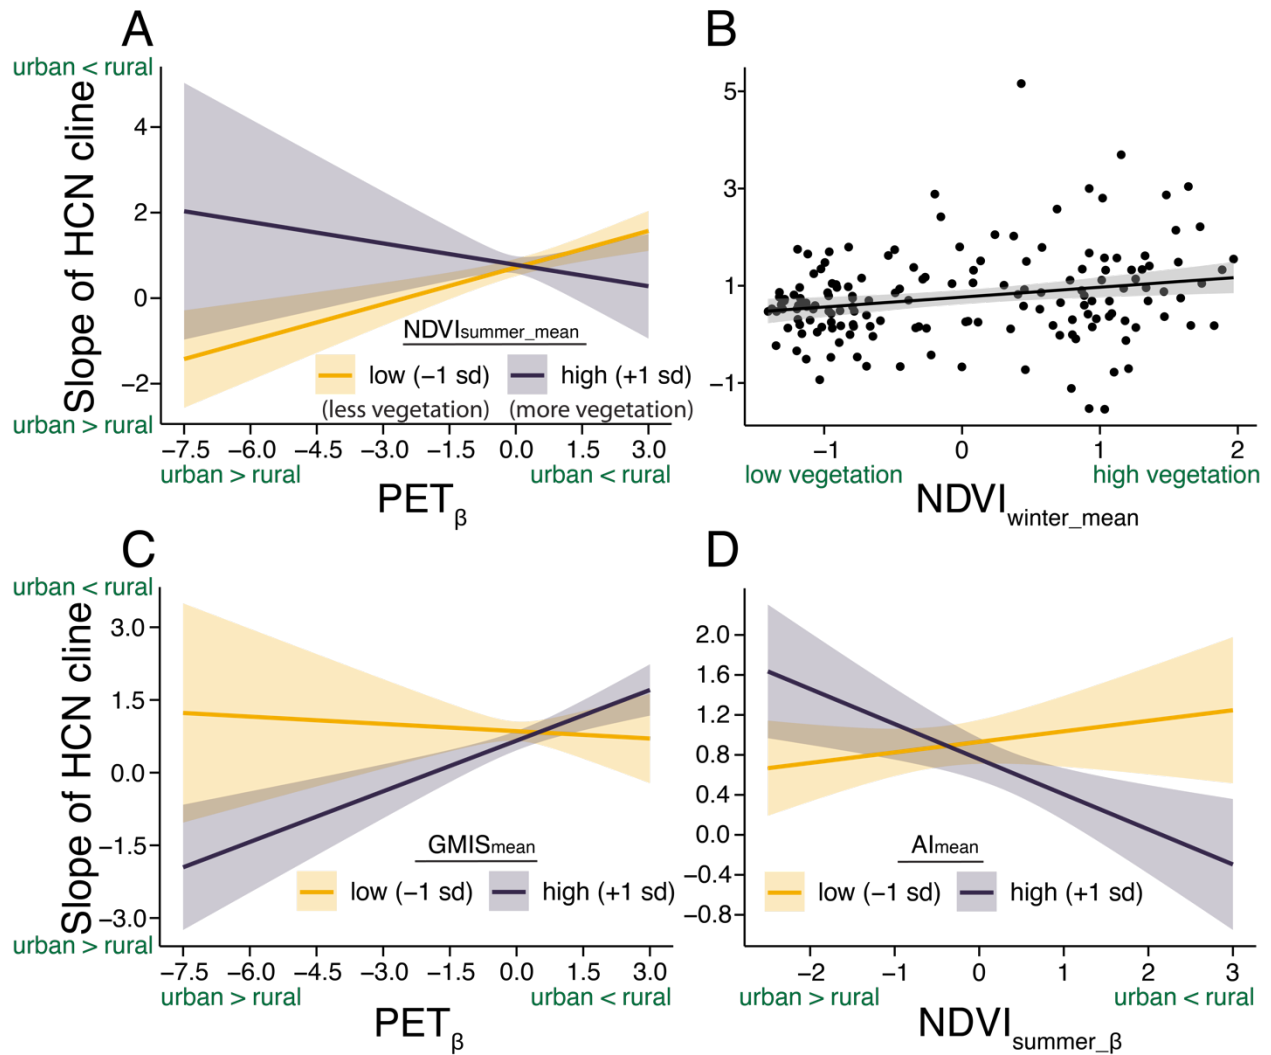 A
urban < rural
Slope of HCN cline
4
2
0
−2
NDVIsummer_mean
low (−1 sd) high (+1 sd)
(less vegetation) (more vegetation)
urban > rural
−7.5 −6.0 −4.5 −3.0 −1.5 0.0 1.5 3.0
urban > rural urban < rural
PETβ
B
5
3
1
−1
−1 0 1 2
low vegetation high vegetation
NDVIwinter_mean
C
urban < rural
Slope of HCN cline
3.0
1.5
0.0
−1.5
−3.0
GMISmean
low (−1 sd) high (+1 sd)
urban > rural
−7.5 −6.0 −4.5 −3.0 −1.5 0.0 1.5 3.0
urban > rural urban < rural
PETβ
D
2.0
1.6
1.2
0.8
0.4
0.0
−0.4
−0.8
AImean
low (−1 sd) high (+1 sd)
−2 −1 0 1 2 3
urban > rural urban < rural
NDVIsummer_β